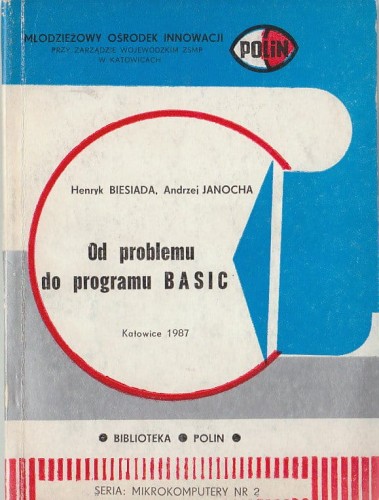 MŁODZIEŻOWY OŚRODEK INNOWACJI
PRZY ZARZĄDZIE WOJEWÓDZKIM ZSMP
W KATOWICACH
POLIN
Henryk BIESIADA, Andrzej JANOCHA
Od problemu
do programu BASIC
Katowice 1987
BIBLIOTEKA POLIN
SERIA: MIKROKOMPUTERY NR 2